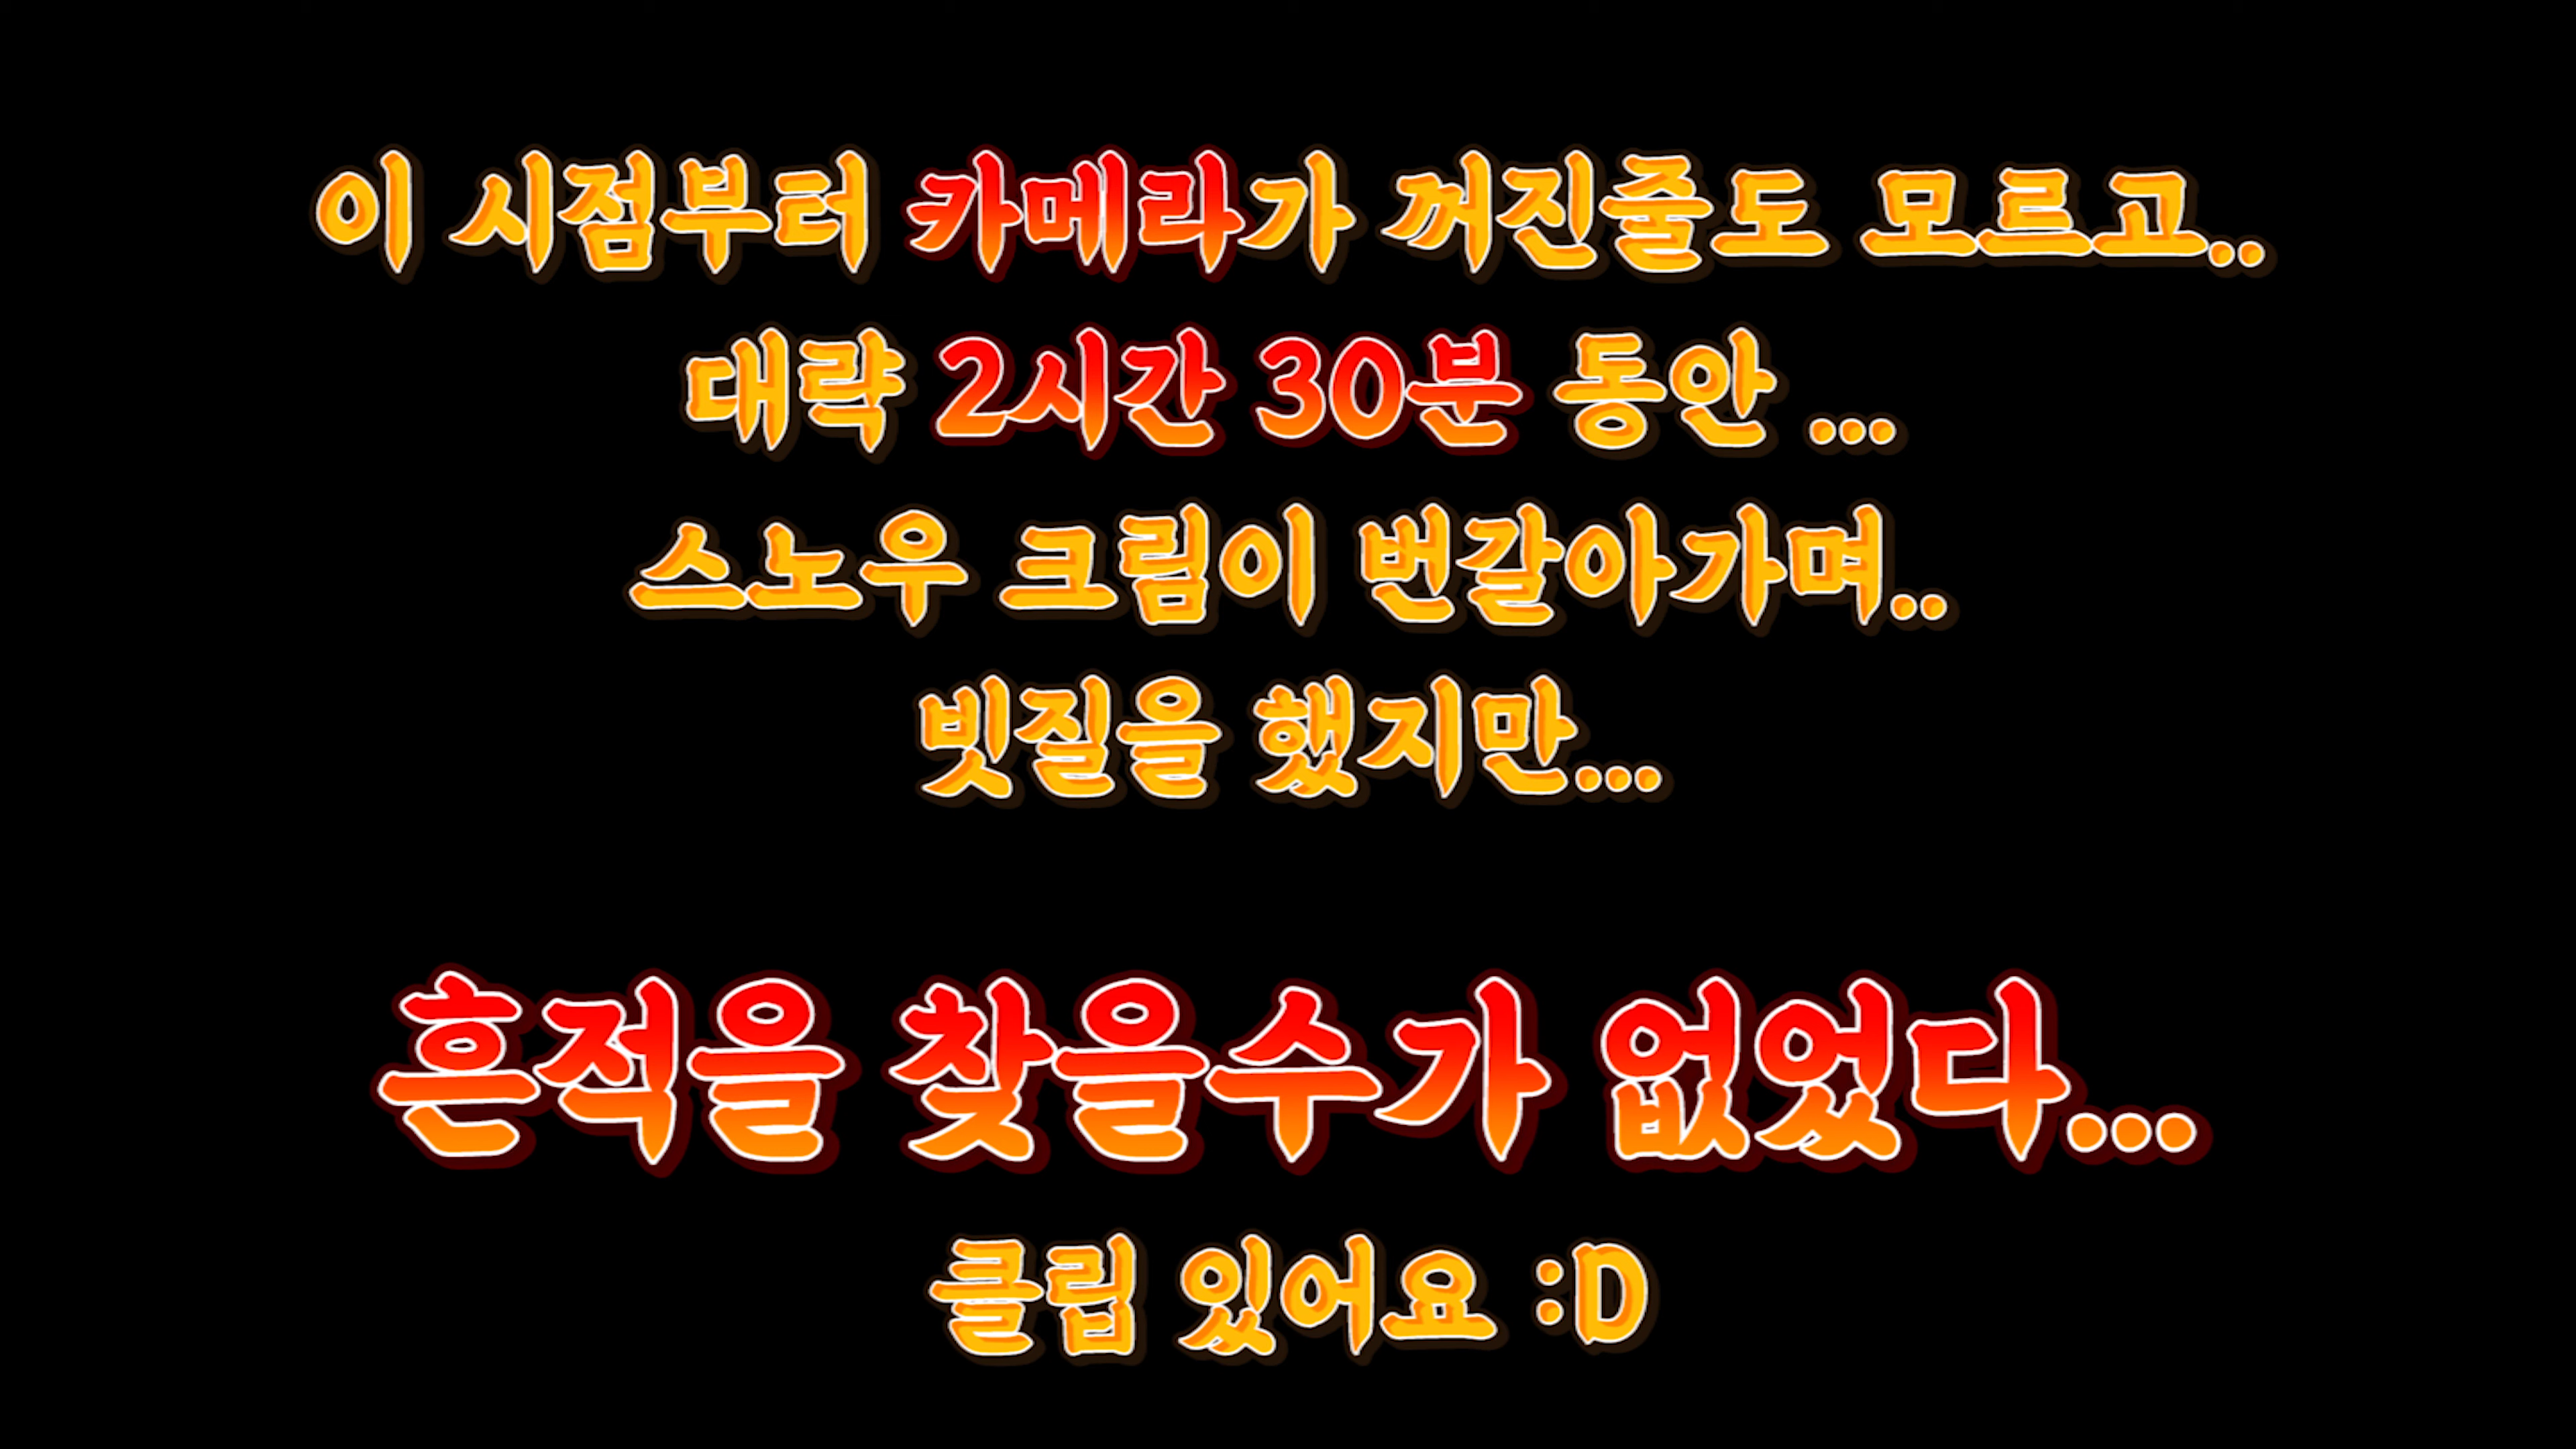 이 시점부터 카메라가 꺼진줄도 모르고..
대략 2시간 30분 동안 ...
스노우 크림이 번갈아가며..
빗질을 했지만...
흔적을 찾을수가 없었다...
클립 있어요 :D